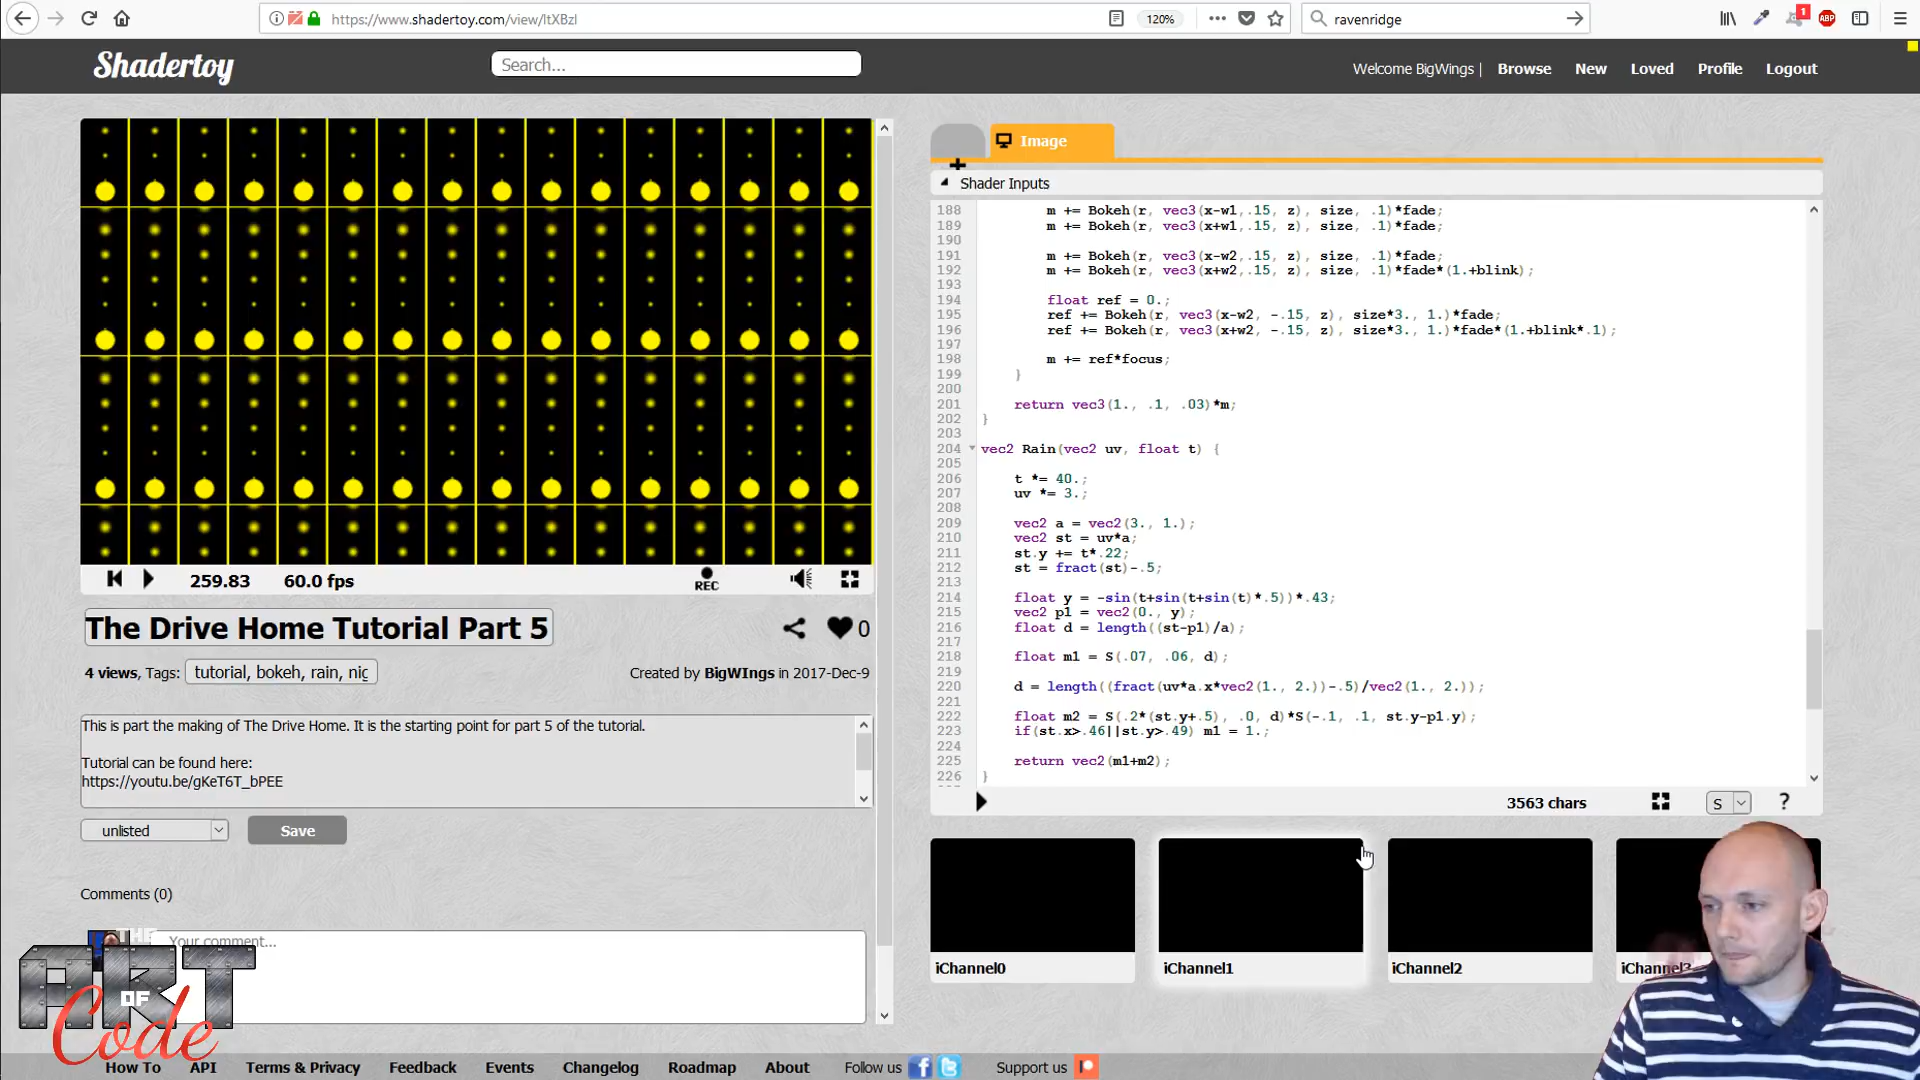 https://www.shadertoy.com/view/ltXBzl
120%
ravenridge
1
ABP
Shadertoy
Search...
Welcome BigWings |
Browse
New
Loved
Profile
Logout
Image
Shader Inputs
188 m += Bokeh(r, vec3(x-w1,.15, z), size, .1)*fade;
189 m += Bokeh(r, vec3(x+w1,.15, z), size, .1)*fade;
190
191 m += Bokeh(r, vec3(x-w2,.15, z), size, .1)*fade;
192 m += Bokeh(r, vec3(x+w2,.15, z), size, .1)*fade*(1.+blink);
193
194 float ref = 0.;
195 ref += Bokeh(r, vec3(x-w2, -.15, z), size*3., 1.)*fade;
196 ref += Bokeh(r, vec3(x+w2, -.15, z), size*3., 1.)*fade*(1.+blink*.1);
197
198 m += ref*focus;
199 }
200
201 return vec3(1., .1, .03)*m;
202 }
203
204 vec2 Rain(vec2 uv, float t) {
205
206 t *= 40.;
207 uv *= 3.;
208
209 vec2 a = vec2(3., 1.);
210 vec2 st = uv*a;
211 st.y += t*.22;
212 st = fract(st)-.5;
213
214 float y = -sin(t+sin(t+sin(t)*.5))*.43;
215 vec2 p1 = vec2(0., y);
216 float d = length((st-p1)/a);
217
218 float m1 = S(.07, .06, d);
219
220 d = length((fract(uv*a.x*vec2(1., 2.))-.5)/vec2(1., 2.));
221
222 float m2 = S(.2*(st.y+.5), .0, d)*S(-.1, .1, st.y-p1.y);
223 if(st.x>.46||st.y>.49) m1 = 1.;
224
225 return vec2(m1+m2);
226 }
3563 chars
S
?
259.83
60.0 fps
REC
The Drive Home Tutorial Part 5
0
4 views, Tags:
tutorial, bokeh, rain, nig
Created by BigWIngs in 2017-Dec-9
This is part the making of The Drive Home. It is the starting point for part 5 of the tutorial.
Tutorial can be found here:
https://youtu.be/gKeT6T_bPEE
unlisted
Save
Comments (0)
Your comment...
THE
ART
OF
Code
iChannel0
iChannel1
iChannel2
iChannel3
How To
API
Terms & Privacy
Feedback
Events
Changelog
Roadmap
About
Follow us
Support us